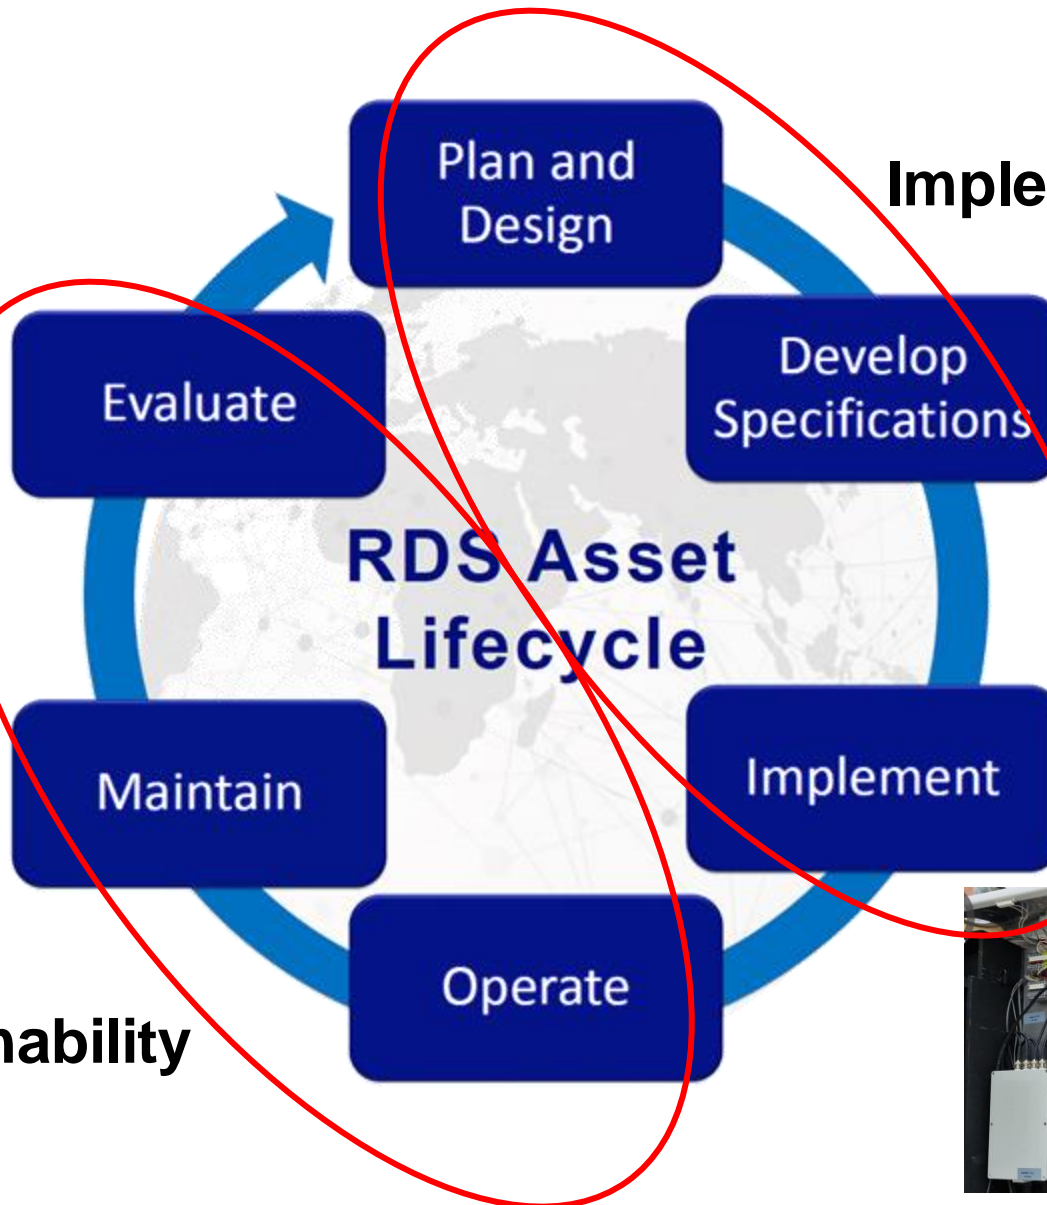 Plan and
Design
Imple
Develop
Specifications
Evaluate
RDS Asset
Lifecycle
Maintain
Implement
Operate
nability